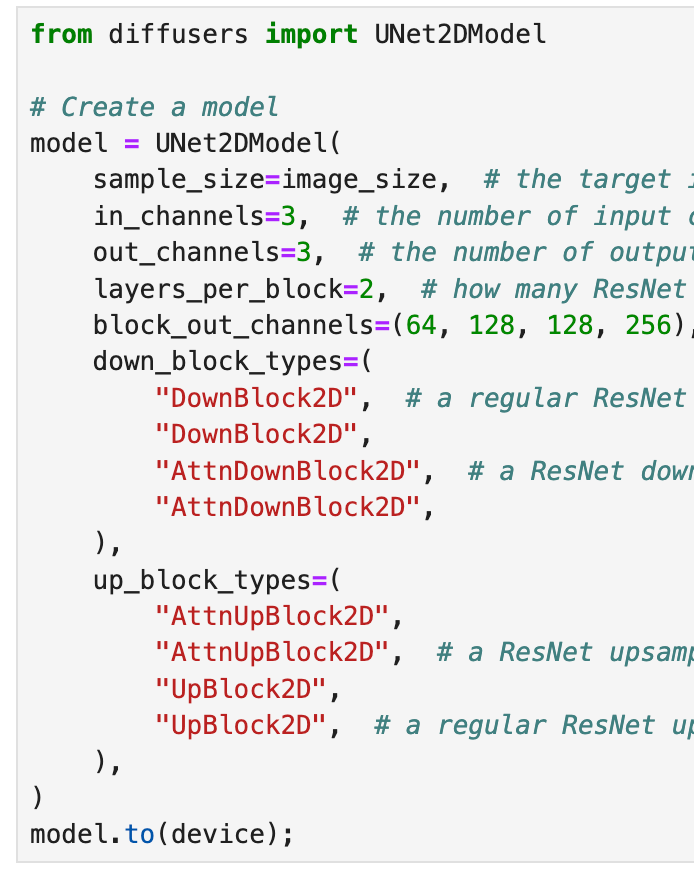 from diffusers import UNet2DModel
# Create a model
model = UNet2DModel(
    sample_size=image_size,  # the target
    in_channels=3,  # the number of input
    out_channels=3,  # the number of output
    layers_per_block=2,  # how many ResNet
    block_out_channels=(64, 128, 128, 256),
    down_block_types=(
        "DownBlock2D",  # a regular ResNet
        "DownBlock2D",
        "AttnDownBlock2D",  # a ResNet down
        "AttnDownBlock2D",
    ),
    up_block_types=(
        "AttnUpBlock2D",
        "AttnUpBlock2D",  # a ResNet upsamp
        "UpBlock2D",
        "UpBlock2D",  # a regular ResNet up
    ),
)
model.to(device);